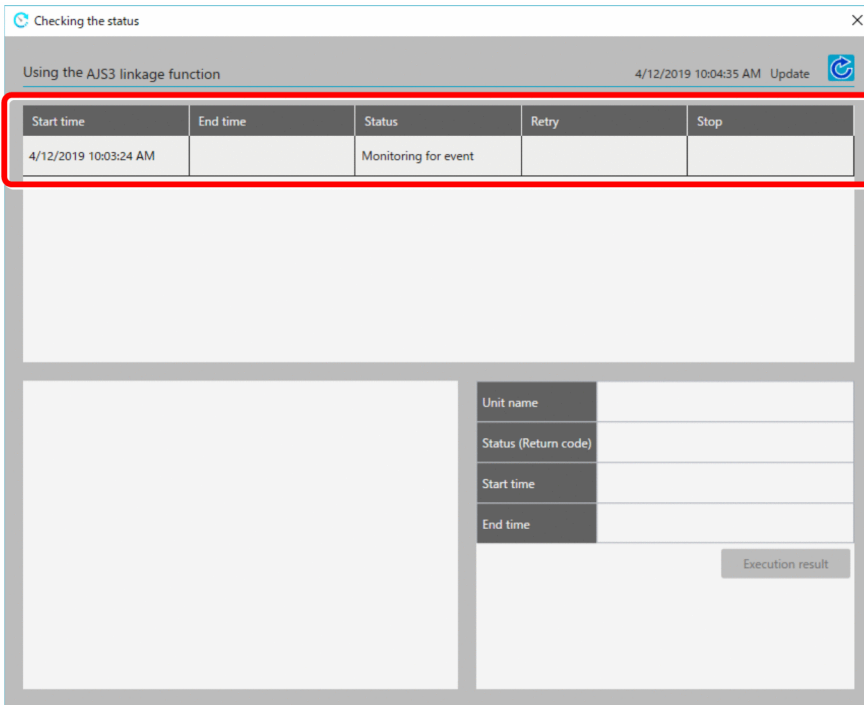 Checking the status
Using the AJS3 linkage function 4/12/2019 10:04:35 AM Update
Start time End time Status Retry Stop
4/12/2019 10:03:24 AM Monitoring for event
Unit name
Status (Return code)
Start time
End time
Execution result